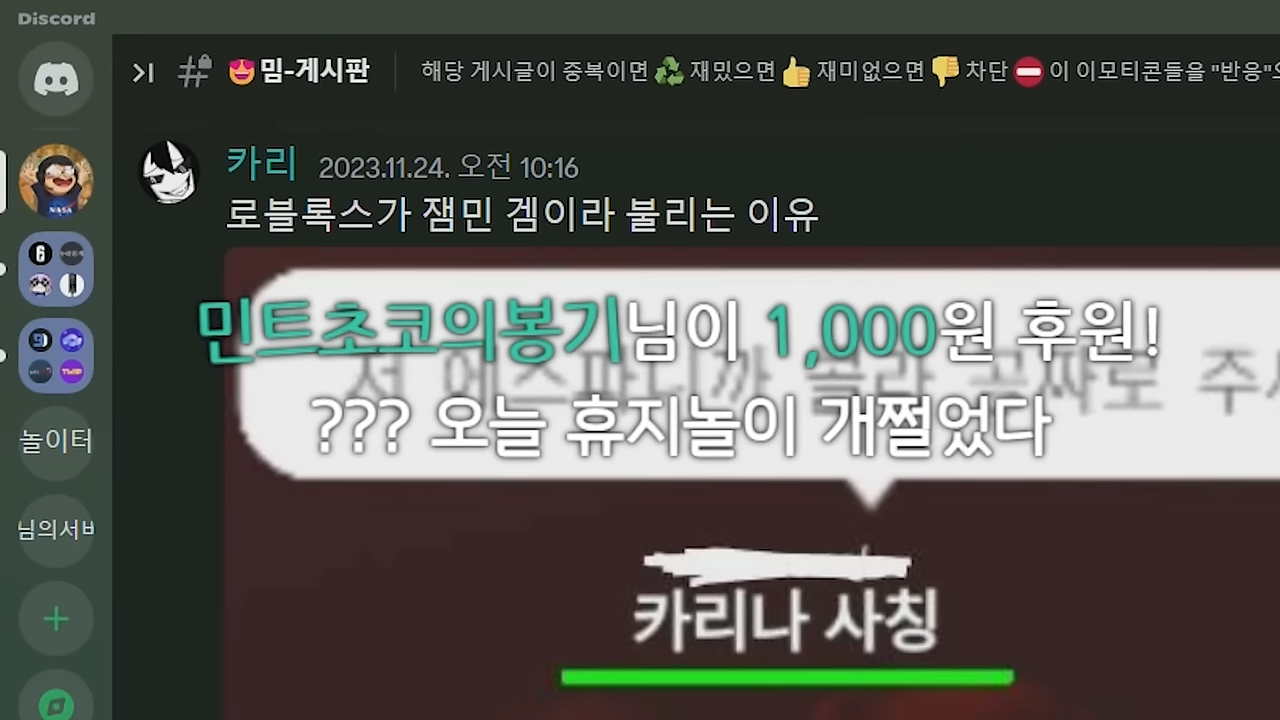 Discord
밈-게시판
해당 게시글이 중복이면 재밌으면 재미없으면 차단 이 이모티콘들을 "반응"으
카리 2023.11.24. 오전 10:16
로블록스가 잼민 겜이라 불리는 이유
NASA
민트초코의봉기님이 1,000원 후원!
??? 오늘 휴지놀이 개쩔었다
놀이터
님의서버
카리나 사칭